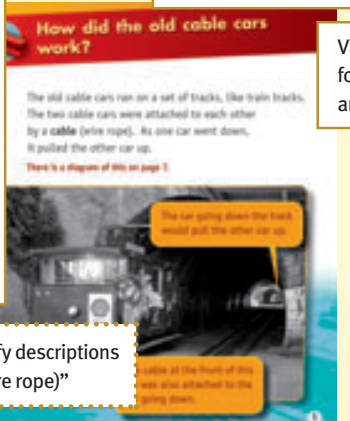 How did the old cable cars
work?
V
fo
an
The old cable cars ran on a set of tracks, like train tracks.
The two cable cars were attached to each other
by a cable (wire rope). As one car went down,
it pulled the other car up.
There is a diagram of this on page 7.
The car going down the track
would pull the other car up.
fy descriptions
re rope)”
cable at the front of this
was also attached to the
going down.